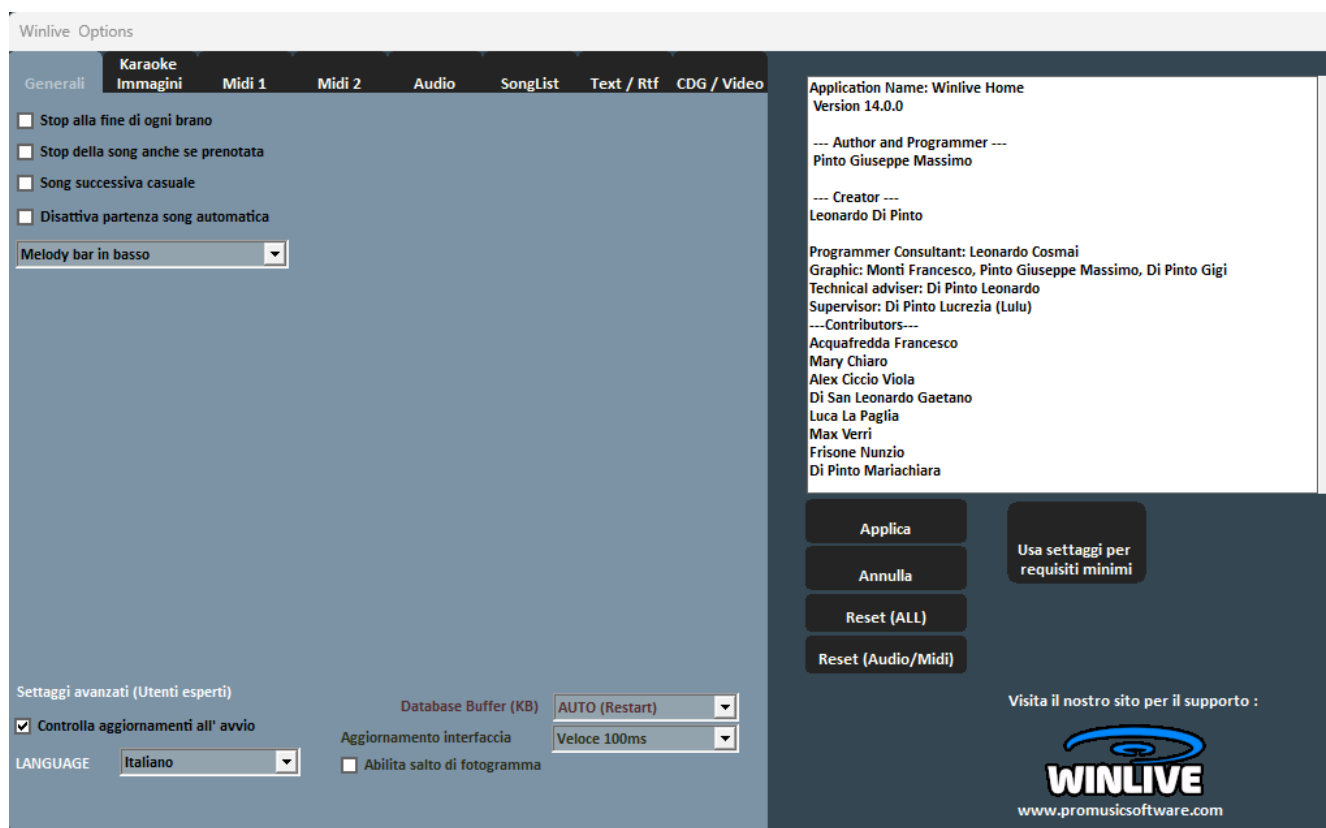 Winlive Options
Generali
Karaoke
Immagini
Midi 1
Midi 2
Audio
SongList
Text / Rtf
CDG / Video
Stop alla fine di ogni brano
Stop della song anche se prenotata
Song successiva casuale
Disattiva partenza song automatica
Melody bar in basso
Settaggi avanzati (Utenti esperti)
Controlla aggiornamenti all' avvio
LANGUAGE
Italiano
Database Buffer (KB)
AUTO (Restart)
Aggiornamento interfaccia
Veloce 100ms
Abilita salto di fotogramma
Application Name: Winlive Home
Version 14.0.0
--- Author and Programmer ---
Pinto Giuseppe Massimo
--- Creator ---
Leonardo Di Pinto
Programmer Consultant: Leonardo Cosmai
Graphic: Monti Francesco, Pinto Giuseppe Massimo, Di Pinto Gigi
Technical adviser: Di Pinto Leonardo
Supervisor: Di Pinto Lucrezia (Lulu)
---Contributors---
Acquafredda Francesco
Mary Chiaro
Alex Ciccio Viola
Di San Leonardo Gaetano
Luca La Paglia
Max Verri
Frisone Nunzio
Di Pinto Mariachiara
Applica
Annulla
Reset (ALL)
Reset (Audio/Midi)
Usa settaggi per
requisiti minimi
Visita il nostro sito per il supporto :
WINLIVE
www.promusicsoftware.com